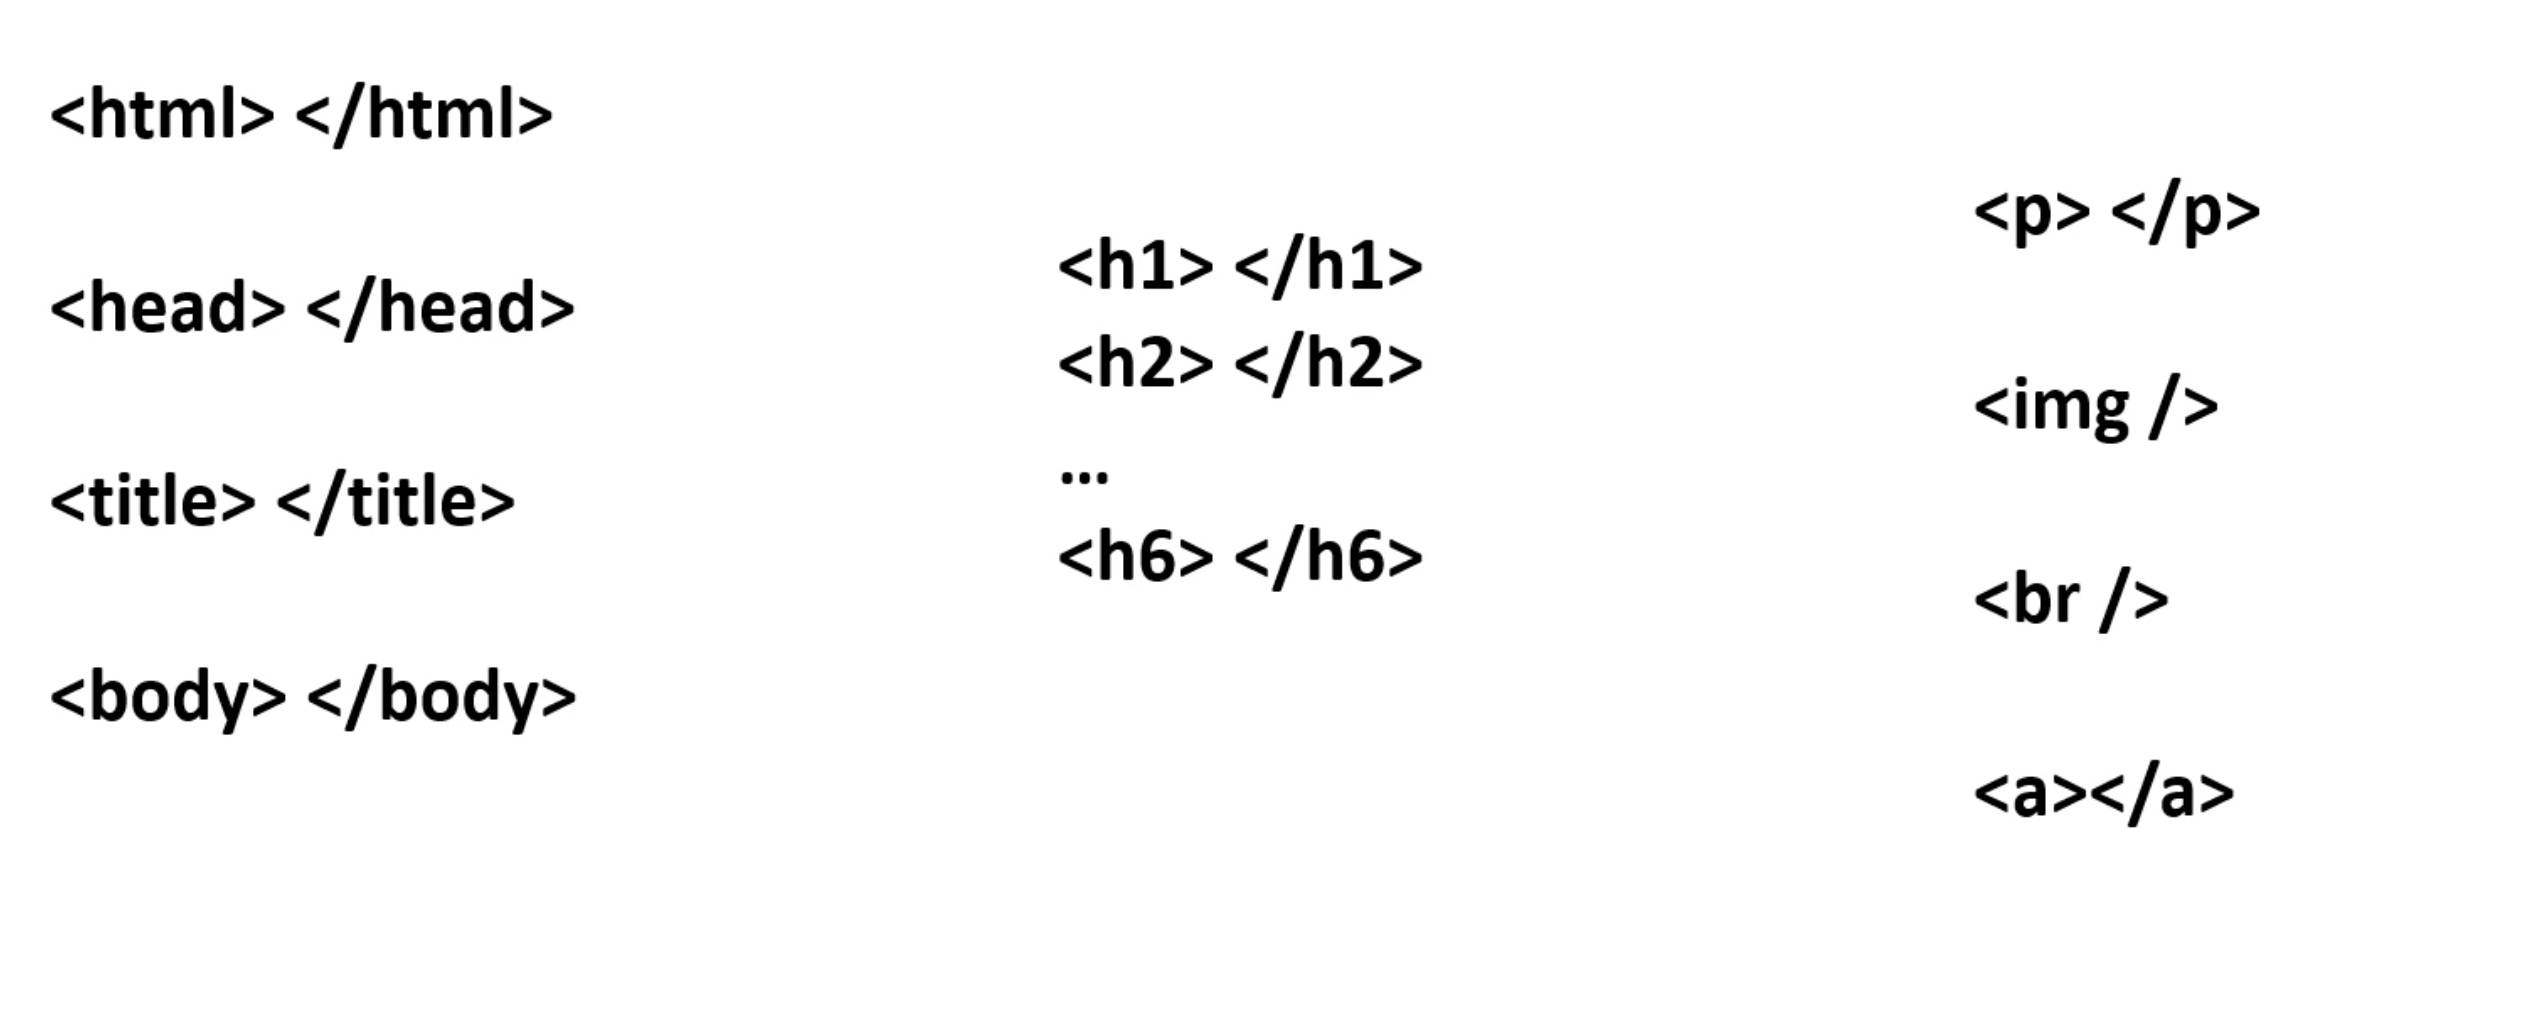 <html> </html>
<head> </head>
<title> </title>
<body> </body>
<h1> </h1>
<h2> </h2>
...
<h6> </h6>
<p> </p>
<img />
<br />
<a></a>